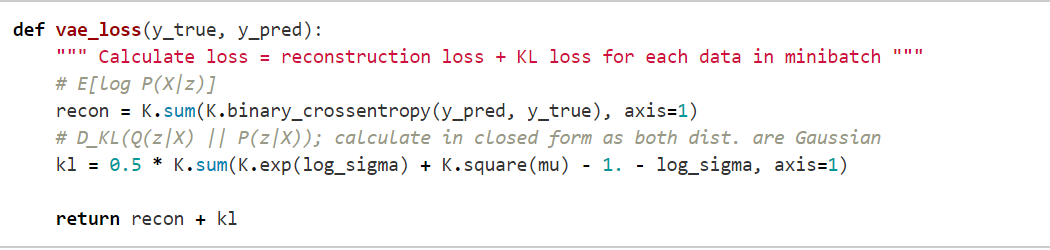 def vae_loss(y_true, y_pred):
    """ Calculate loss = reconstruction loss + KL loss for each data in minibatch """
    # E[log P(X|z)]
    recon = K.sum(K.binary_crossentropy(y_pred, y_true), axis=1)
    # D_KL(Q(z|X) || P(z|X)); calculate in closed form as both dist. are Gaussian
    kl = 0.5 * K.sum(K.exp(log_sigma) + K.square(mu) - 1. - log_sigma, axis=1)
    return recon + kl